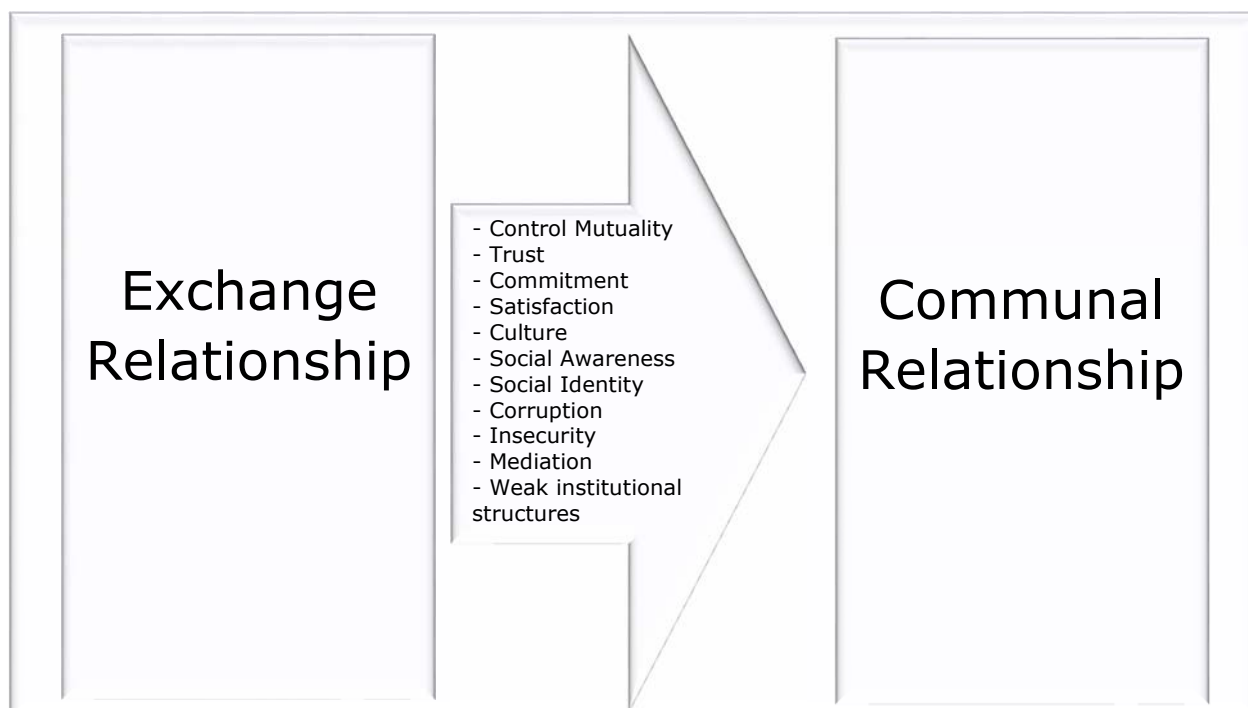 Exchange
Relationship
- Control Mutuality
- Trust
- Commitment
- Satisfaction
- Culture
- Social Awareness
- Social Identity
- Corruption
- Insecurity
- Mediation
- Weak institutional
structures
Communal
Relationship